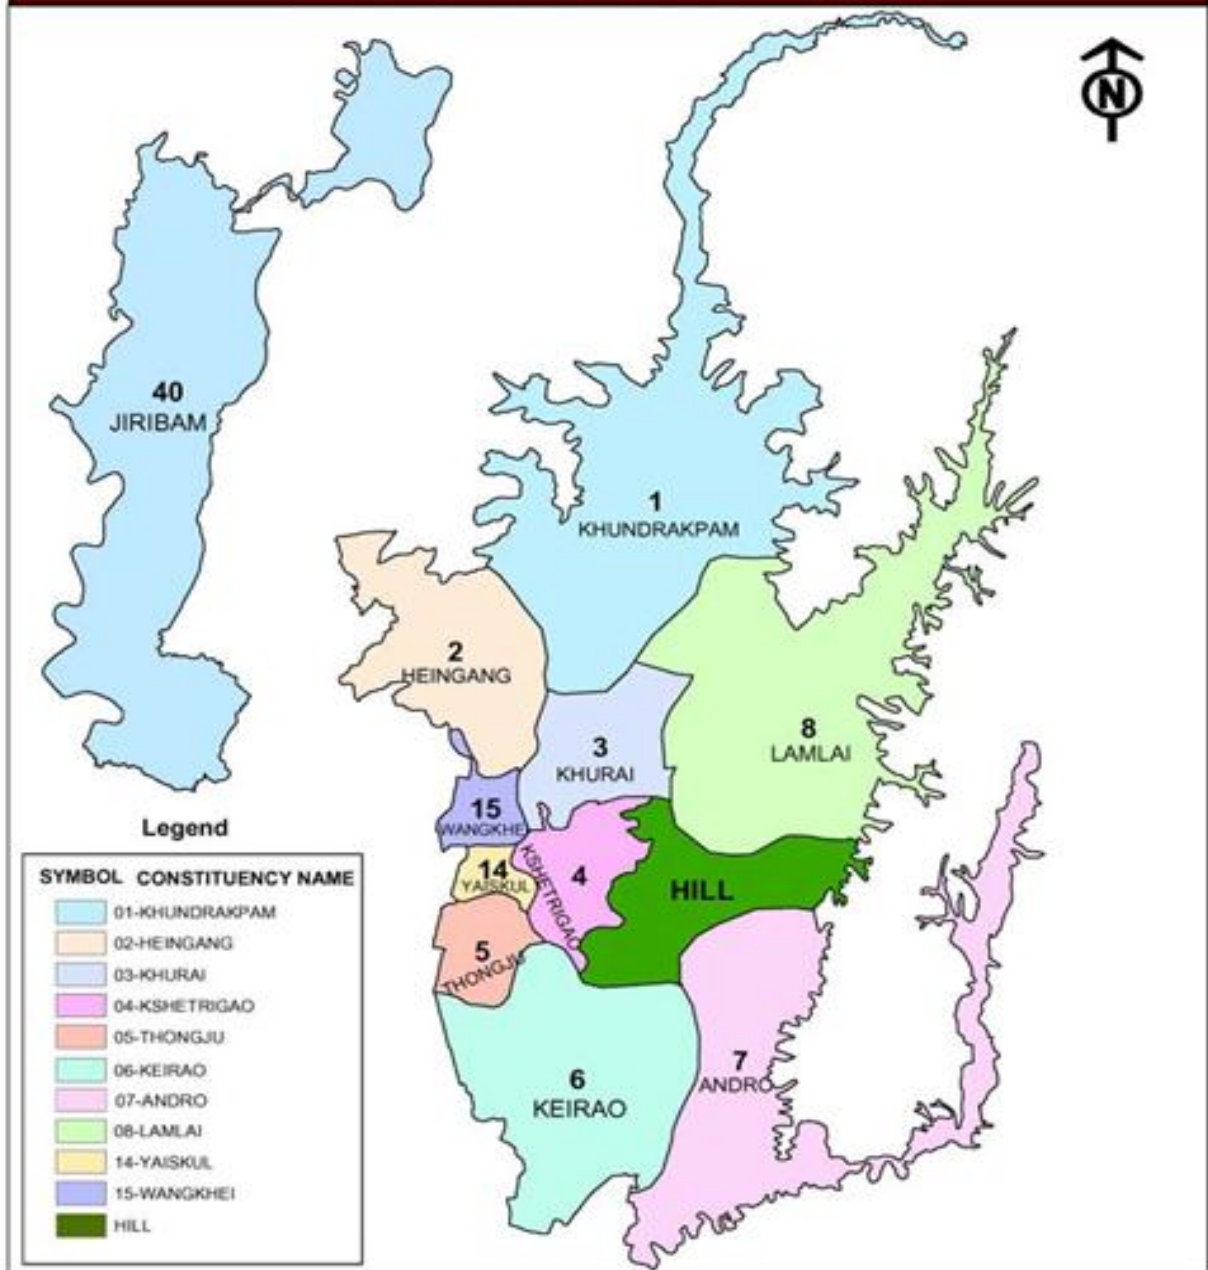 N
40
JIRIBAM
1
KHUNDRAKPAM
2
HEINGANG
3
KHURAI
8
LAMLAI
15
WANGKHE
14
YAISKUL
4
KSHETRIGAO
HILL
5
THONGJU
6
KEIRAO
7
ANDRO
Legend
SYMBOL CONSTITUENCY NAME
01-KHUNDRAKPAM
02-HEINGANG
03-KHURAI
04-KSHETRIGAO
05-THONGJU
06-KEIRAO
07-ANDRO
08-LAMLAI
14-YAISKUL
15-WANGKHEI
HILL